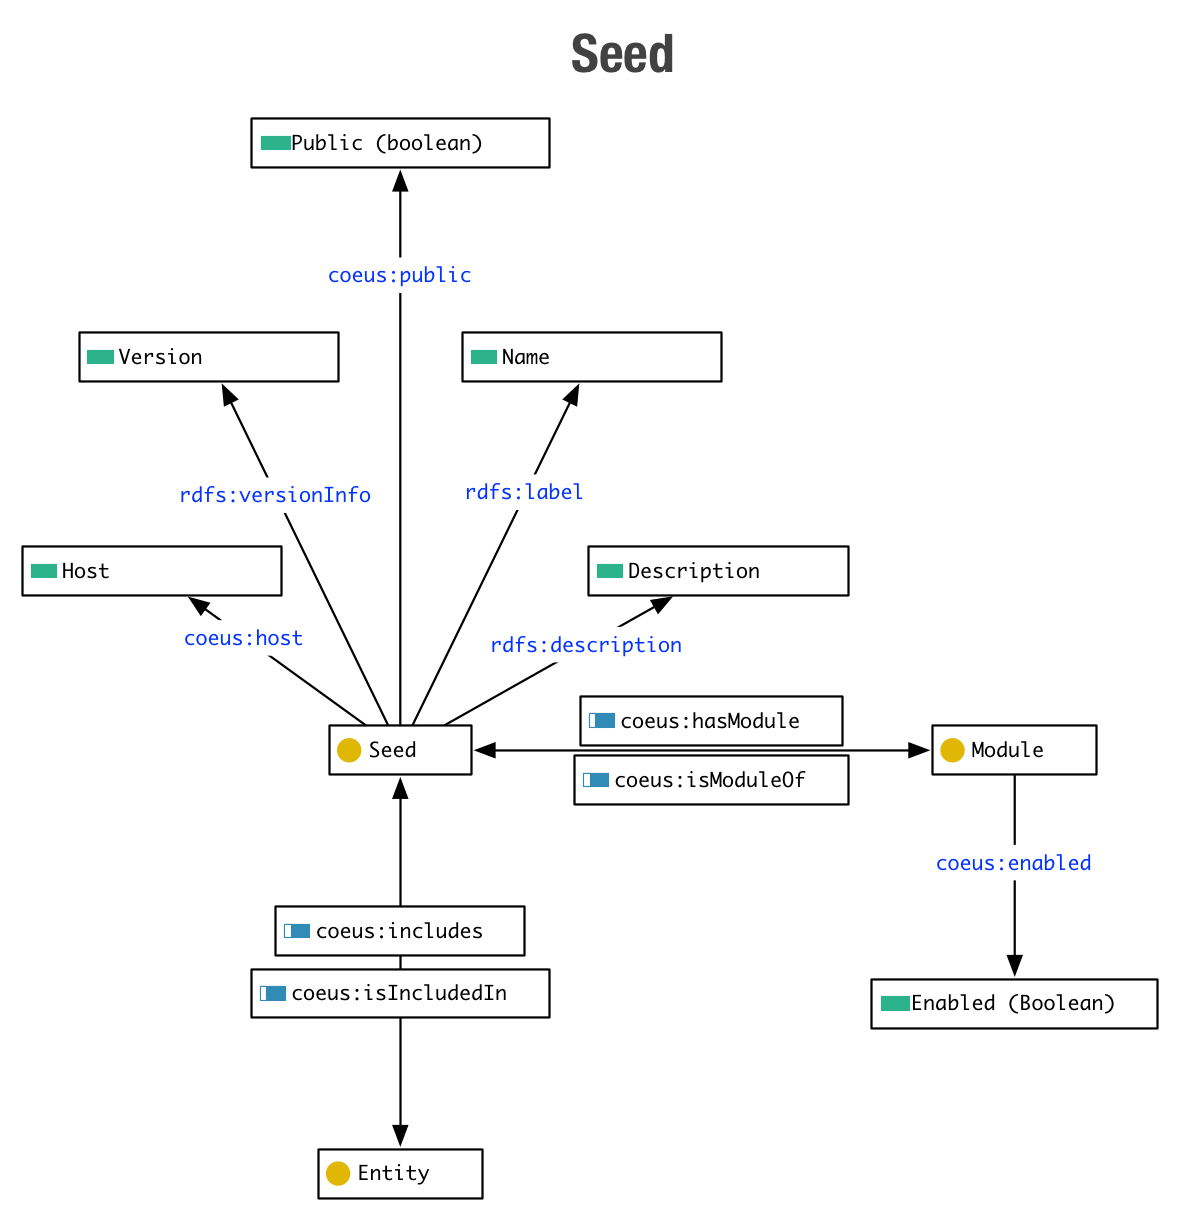 Seed
Public (boolean)
coeus:public
Version
Name
rdfs:versionInfo
rdfs:label
Host
Description
coeus:host
rdfs:description
coeus:hasModule
Seed
Module
coeus:isModuleOf
coeus:enabled
coeus:includes
coeus:isIncludedIn
Enabled (Boolean)
Entity